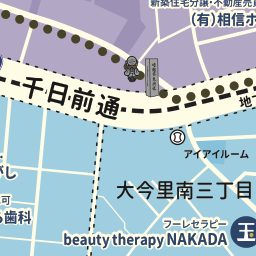 新築住宅分譲・不動産売買
(有)相信ホ
千日前通
地
アイアイルーム
がし
大今里南三丁目
可
歯科
フーレセラピー
beauty therapy NAKADA
玉